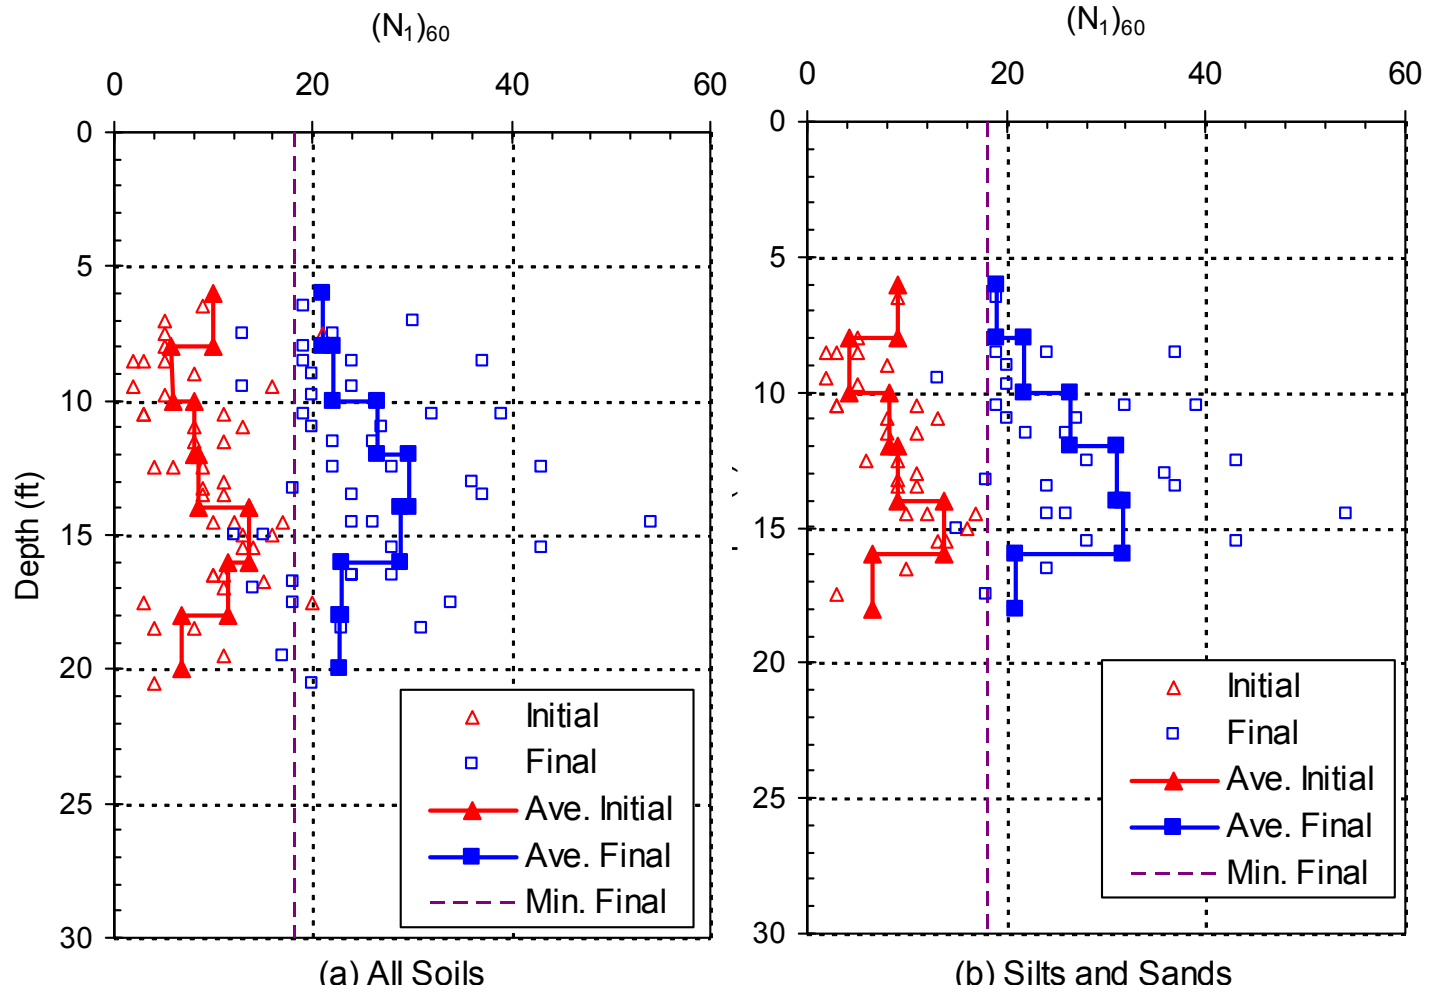 (N₁)₆₀
0 20 40 60
0
5
10
15
20
25
30
Depth (ft)
Initial
Final
Ave. Initial
Ave. Final
Min. Final
(a) All Soils
(N₁)₆₀
0 20 40 60
0
5
10
15
20
25
30
Initial
Final
Ave. Initial
Ave. Final
Min. Final
(b) Silts and Sands